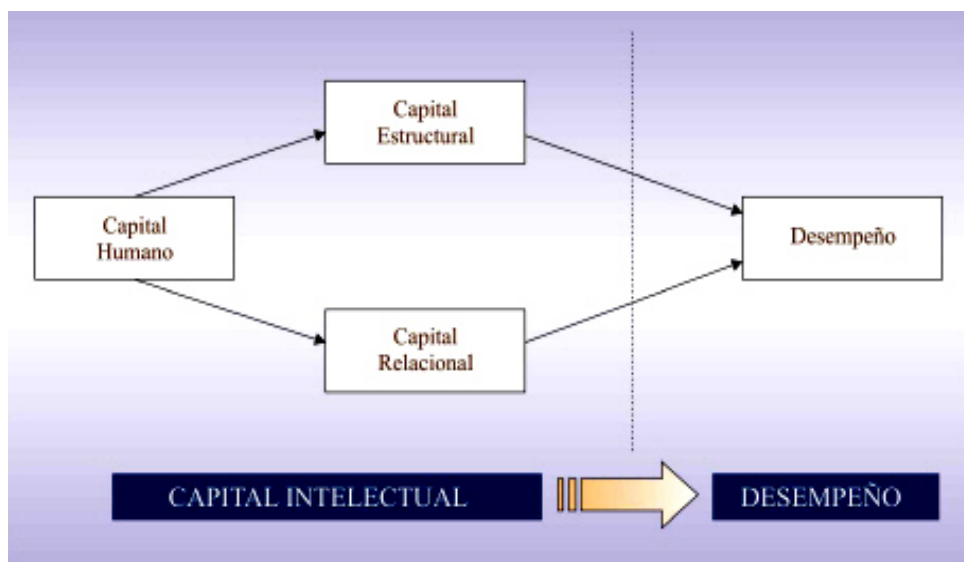 Capital
Estructural
Capital
Humano
Desempeño
Capital
Relacional
CAPITAL INTELECTUAL
DESEMPEÑO